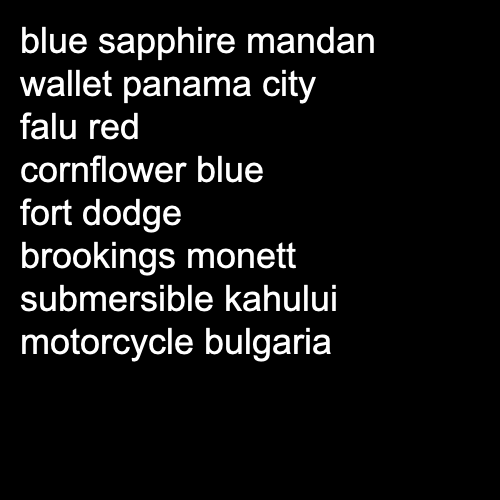 blue sapphire mandan
wallet panama city
falu red
cornflower blue
fort dodge
brookings monett
submersible kahului
motorcycle bulgaria